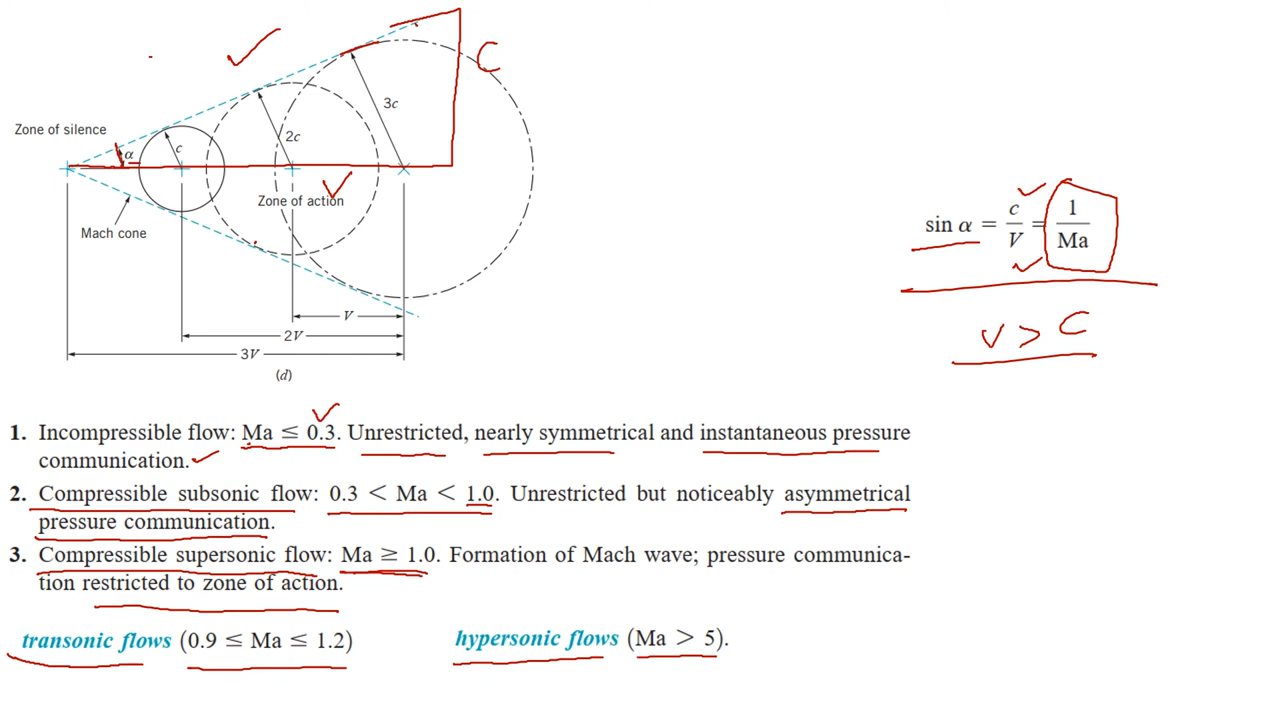 C
3c
2c
Zone of silence
α
c
Zone of action
Mach cone
V
2V
3V
(d)
sin α = c/V = 1/Ma
V > C
1. Incompressible flow: Ma ≤ 0.3. Unrestricted, nearly symmetrical and instantaneous pressure
communication.
2. Compressible subsonic flow: 0.3 < Ma < 1.0. Unrestricted but noticeably asymmetrical
pressure communication.
3. Compressible supersonic flow: Ma ≥ 1.0. Formation of Mach wave; pressure communica-
tion restricted to zone of action.
transonic flows (0.9 ≤ Ma ≤ 1.2) hypersonic flows (Ma > 5).